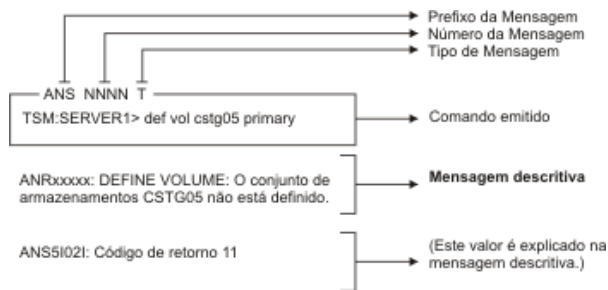 Prefixo da Mensagem
Número da Mensagem
Tipo de Mensagem
ANS NNNN T
TSM:SERVER1> def vol cstg05 primary
Comando emitido
ANRxxxxx: DEFINE VOLUME: O conjunto de
armazenamentos CSTG05 não está definido.
Mensagem descritiva
ANS5I02I: Código de retorno 11
(Este valor é explicado na
mensagem descritiva.)